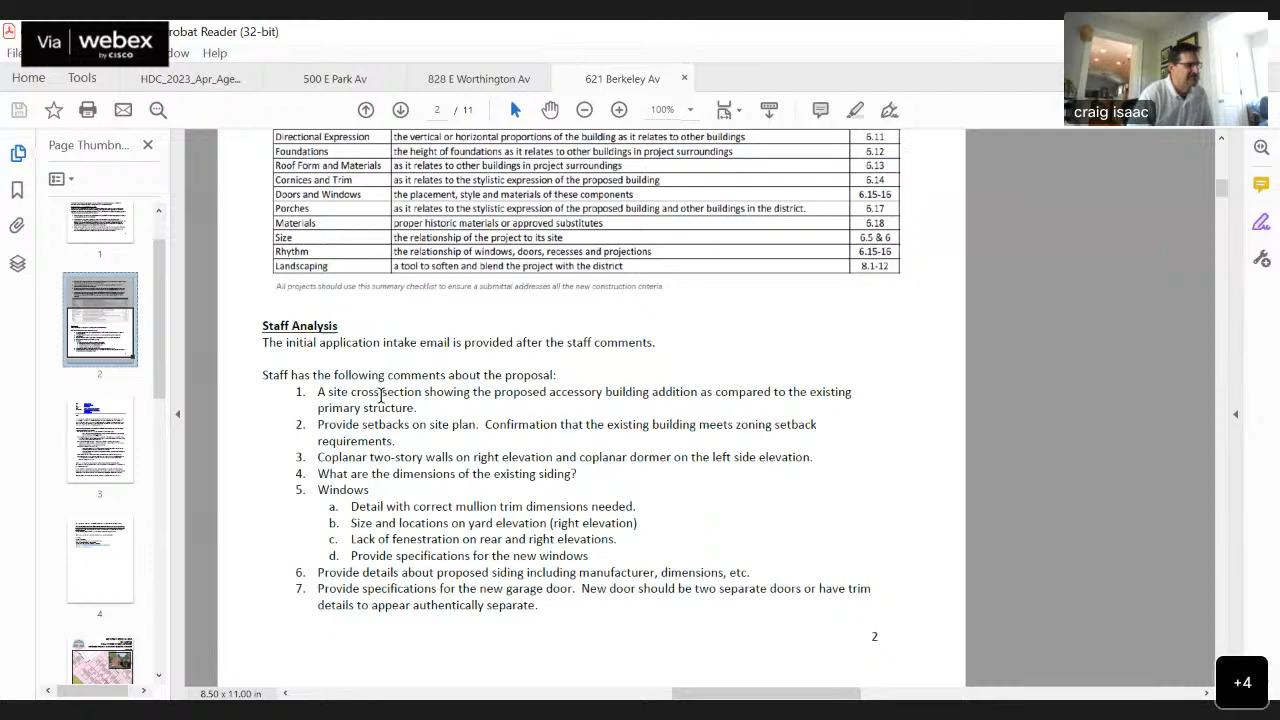 Via webex
by CISCO
robat Reader (32-bit)
dow Help
Home Tools HDC_2023_Apr_Age... 500 E Park Av 828 E Worthington Av 621 Berkeley Av
2 / 11 100%
craig isaac
Page Thumbn...
1
2
3
4
Directional Expression the vertical or horizontal proportions of the building as it relates to other buildings 6.11
Foundations the height of foundations as it relates to other buildings in project surroundings 6.12
Roof Form and Materials as it relates to other buildings in project surroundings 6.13
Cornices and Trim as it relates to the stylistic expression of the proposed building 6.14
Doors and Windows the placement, style and materials of these components 6.15-16
Porches as it relates to the stylistic expression of the proposed building and other buildings in the district. 6.17
Materials proper historic materials or approved substitutes 6.18
Size the relationship of the project to its site 6.5 & 6
Rhythm the relationship of windows, doors, recesses and projections 6.15-16
Landscaping a tool to soften and blend the project with the district 8.1-12
All projects should use this summary checklist to ensure a submittal addresses all the new construction criteria.
Staff Analysis
The initial application intake email is provided after the staff comments.
Staff has the following comments about the proposal:
1. A site cross section showing the proposed accessory building addition as compared to the existing
primary structure.
2. Provide setbacks on site plan. Confirmation that the existing building meets zoning setback
requirements.
3. Coplanar two-story walls on right elevation and coplanar dormer on the left side elevation.
4. What are the dimensions of the existing siding?
5. Windows
a. Detail with correct mullion trim dimensions needed.
b. Size and locations on yard elevation (right elevation)
c. Lack of fenestration on rear and right elevations.
d. Provide specifications for the new windows
6. Provide details about proposed siding including manufacturer, dimensions, etc.
7. Provide specifications for the new garage door. New door should be two separate doors or have trim
details to appear authentically separate.
2
8.50 x 11.00 in
+4